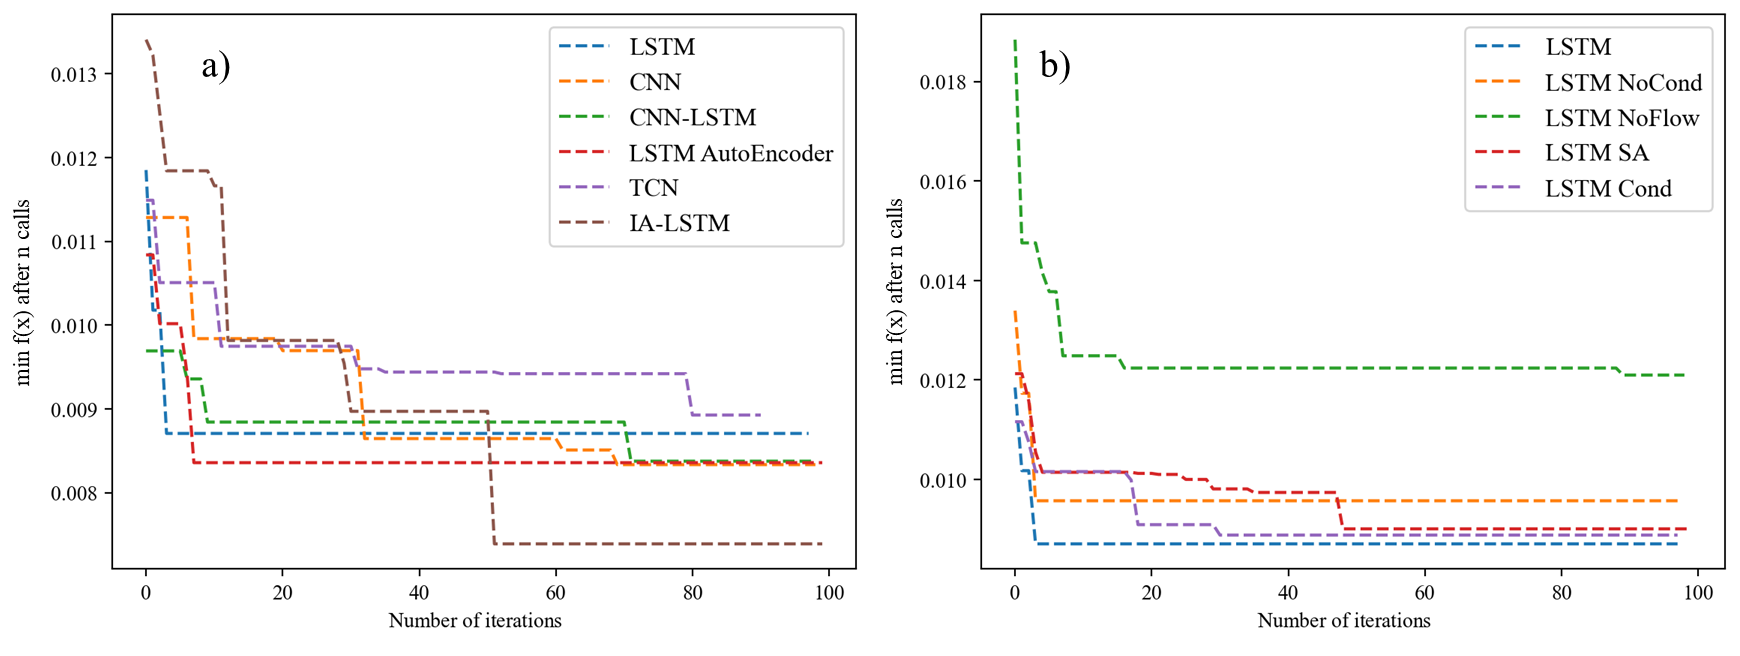 a)
LSTM
CNN
CNN-LSTM
LSTM AutoEncoder
TCN
IA-LSTM
min f(x) after n calls
0.013
0.012
0.011
0.010
0.009
0.008
0 20 40 60 80 100
Number of iterations
b)
LSTM
LSTM NoCond
LSTM NoFlow
LSTM SA
LSTM Cond
min f(x) after n calls
0.018
0.016
0.014
0.012
0.010
0 20 40 60 80 100
Number of iterations